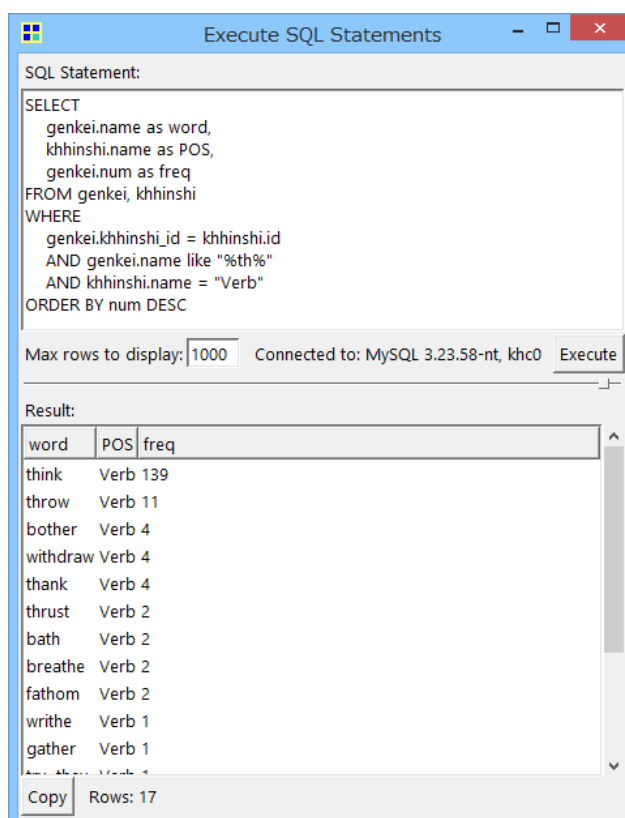 Execute SQL Statements
SQL Statement:
SELECT
genkei.name as word,
khhinshi.name as POS,
genkei.num as freq
FROM genkei, khhinshi
WHERE
genkei.khhinshi_id = khhinshi.id
AND genkei.name like "%th%"
AND khhinshi.name = "Verb"
ORDER BY num DESC
Max rows to display: 1000 Connected to: MySQL 3.23.58-nt, khc0 Execute
Result:
word POS freq
think Verb 139
throw Verb 11
bother Verb 4
withdraw Verb 4
thank Verb 4
thrust Verb 2
bath Verb 2
breathe Verb 2
fathom Verb 2
writhe Verb 1
gather Verb 1
Verb 1
Copy Rows: 17